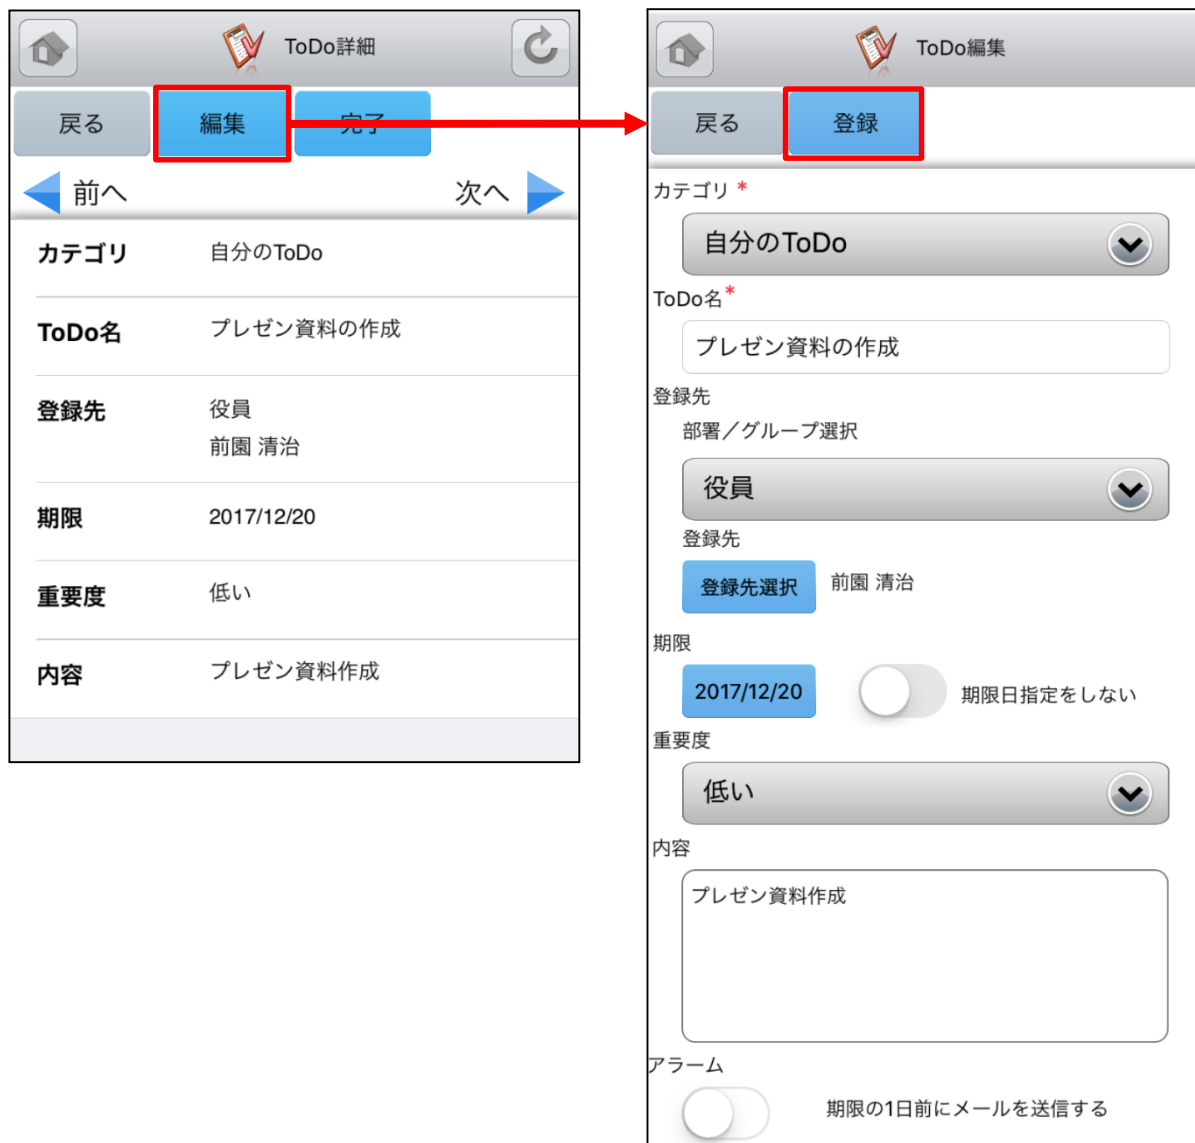 ToDo詳細
戻る
編集
完了
前へ
次へ
カテゴリ 自分のToDo
ToDo名 プレゼン資料の作成
登録先 役員
前園 清治
期限 2017/12/20
重要度 低い
内容 プレゼン資料作成
ToDo編集
戻る
登録
カテゴリ *
自分のToDo
ToDo名*
プレゼン資料の作成
登録先
部署／グループ選択
役員
登録先
登録先選択 前園 清治
期限
2017/12/20 期限日指定をしない
重要度
低い
内容
プレゼン資料作成
アラーム
期限の1日前にメールを送信する